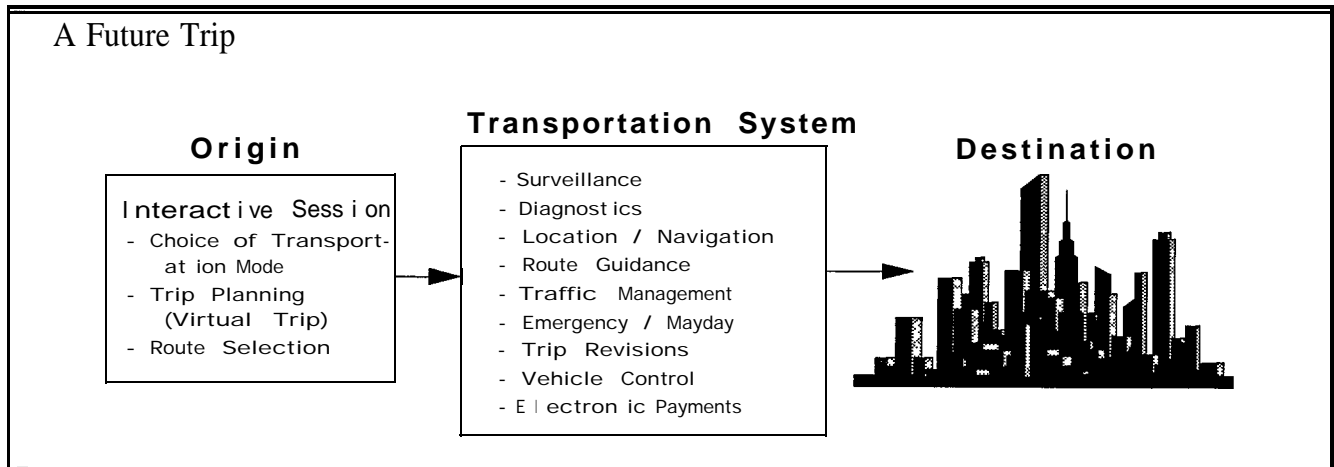 A Future Trip
Origin
Interactive Session
- Choice of Transport-
ation Mode
- Trip Planning
(Virtual Trip)
- Route Selection
Transportation System
- Surveillance
- Diagnostics
- Location / Navigation
- Route Guidance
- Traffic Management
- Emergency / Mayday
- Trip Revisions
- Vehicle Control
- Electronic Payments
Destination